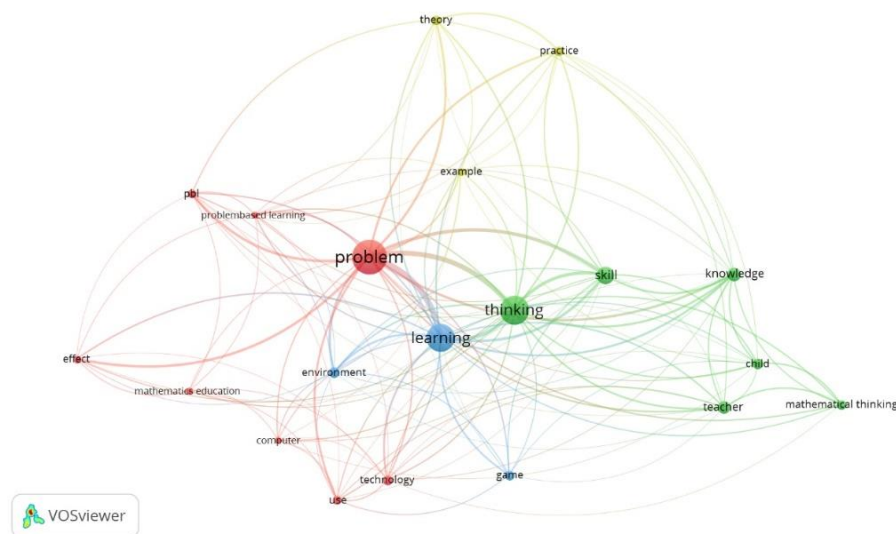 theory
practice
example
pbl
problembased learning
problem
skill
knowledge
thinking
learning
effect
environment
child
mathematics education
teacher
mathematical thinking
computer
technology
game
use
VOSviewer